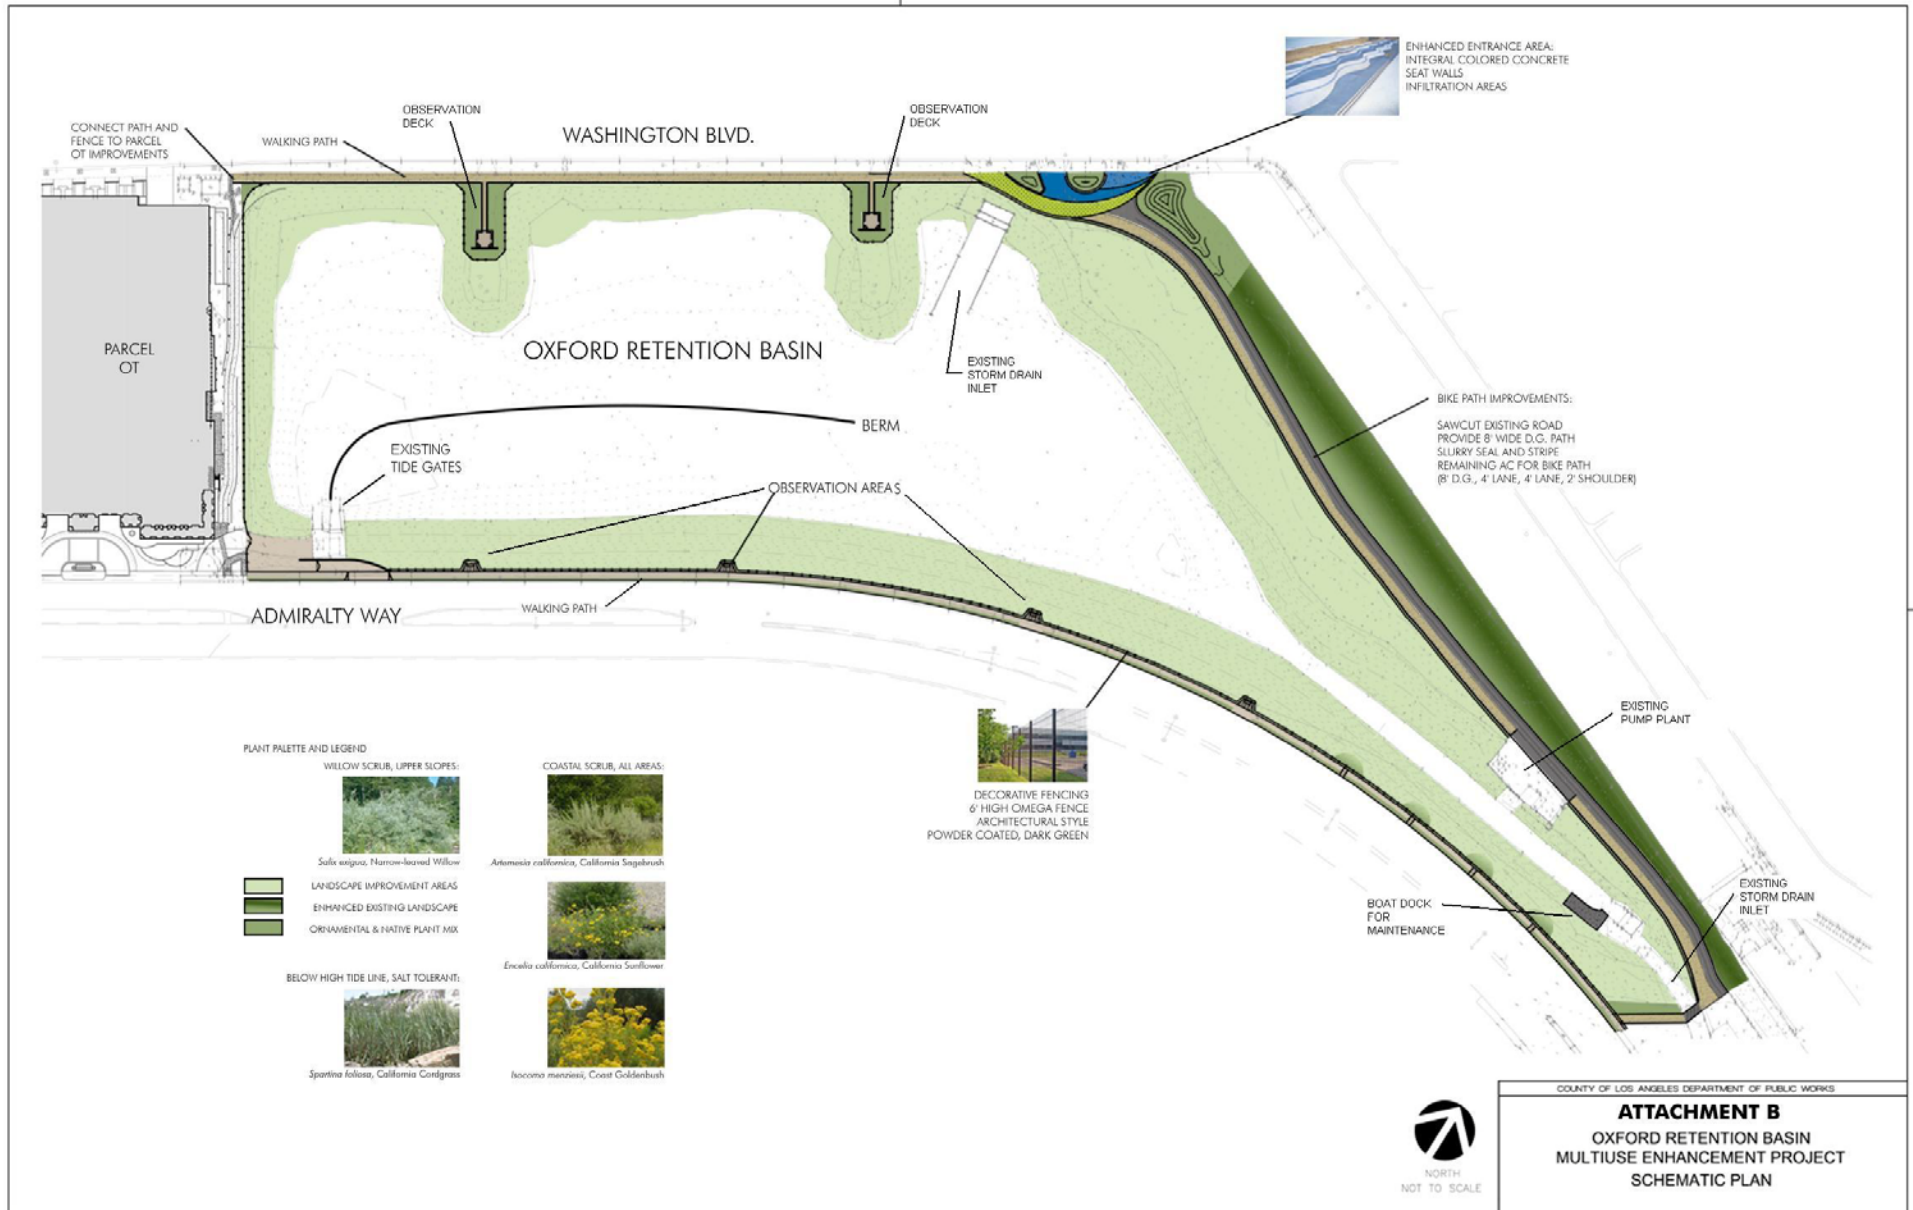 ENHANCED ENTRANCE AREA:
INTEGRAL COLORED CONCRETE
SEAT WALLS
INFILTRATION AREAS
OBSERVATION
DECK
OBSERVATION
DECK
CONNECT PATH AND
FENCE TO PARCEL
OT IMPROVEMENTS
WALKING PATH
WASHINGTON BLVD.
PARCEL
OT
OXFORD RETENTION BASIN
EXISTING
STORM DRAIN
INLET
BIKE PATH IMPROVEMENTS:
SAWCUT EXISTING ROAD
PROVIDE 8' WIDE D.G. PATH
SLURRY SEAL AND STRIPE
REMAINING AC FOR BIKE PATH
(8' D.G., 4' LANE, 4' LANE, 2' SHOULDER)
BERM
EXISTING
TIDE GATES
OBSERVATION AREAS
ADMIRALTY WAY
WALKING PATH
EXISTING
PUMP PLANT
DECORATIVE FENCING
6' HIGH OMEGA FENCE
ARCHITECTURAL STYLE
POWDER COATED, DARK GREEN
BOAT DOCK
FOR
MAINTENANCE
EXISTING
STORM DRAIN
INLET
PLANT PALETTE AND LEGEND
WILLOW SCRUB, UPPER SLOPES:
Salix exigua, Narrow-leaved Willow
COASTAL SCRUB, ALL AREAS:
Artemesia californica, California Sagebrush
LANDSCAPE IMPROVEMENT AREAS
ENHANCED EXISTING LANDSCAPE
ORNAMENTAL & NATIVE PLANT MIX
Encelia californica, California Sunflower
BELOW HIGH TIDE LINE, SALT TOLERANT:
Spartina foliosa, California Cordgrass
Isocoma menziesii, Coast Goldenbush
NORTH
NOT TO SCALE
COUNTY OF LOS ANGELES DEPARTMENT OF PUBLIC WORKS
ATTACHMENT B
OXFORD RETENTION BASIN
MULTIUSE ENHANCEMENT PROJECT
SCHEMATIC PLAN